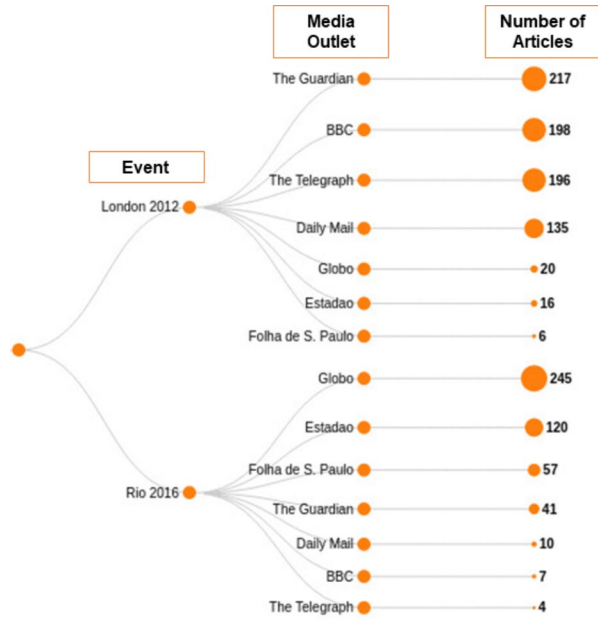 Media
Outlet
Number of
Articles
Event
The Guardian 217
BBC 198
The Telegraph 196
London 2012
Daily Mail 135
Globo 20
Estadao 16
Folha de S. Paulo 6
Globo 245
Estadao 120
Folha de S. Paulo 57
Rio 2016
The Guardian 41
Daily Mail 10
BBC 7
The Telegraph 4